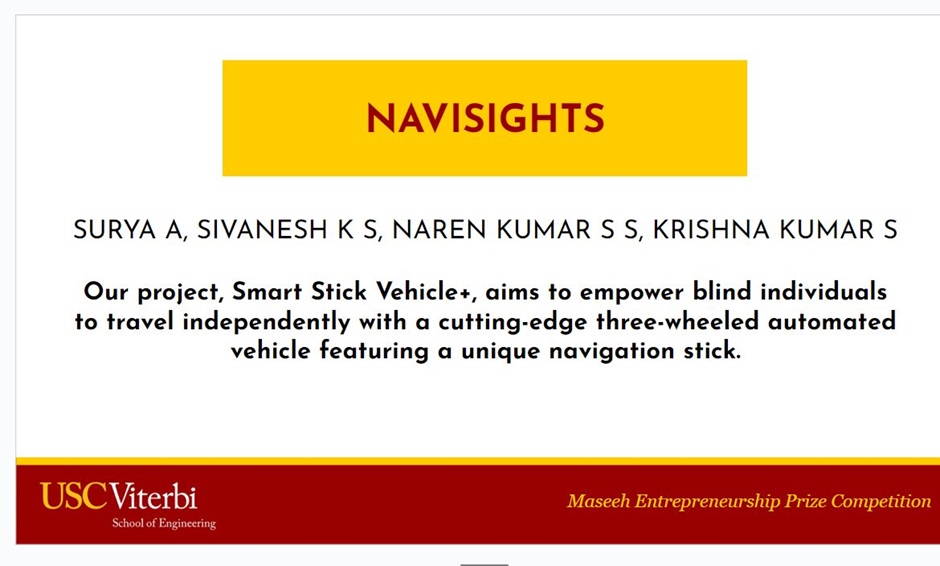 NAVISIGHTS
SURYA A, SIVANESH K S, NAREN KUMAR S S, KRISHNA KUMAR S
Our project, Smart Stick Vehicle+, aims to empower blind individuals
to travel independently with a cutting-edge three-wheeled automated
vehicle featuring a unique navigation stick.
USC Viterbi
School of Engineering
Maseeh Entrepreneurship Prize Competition